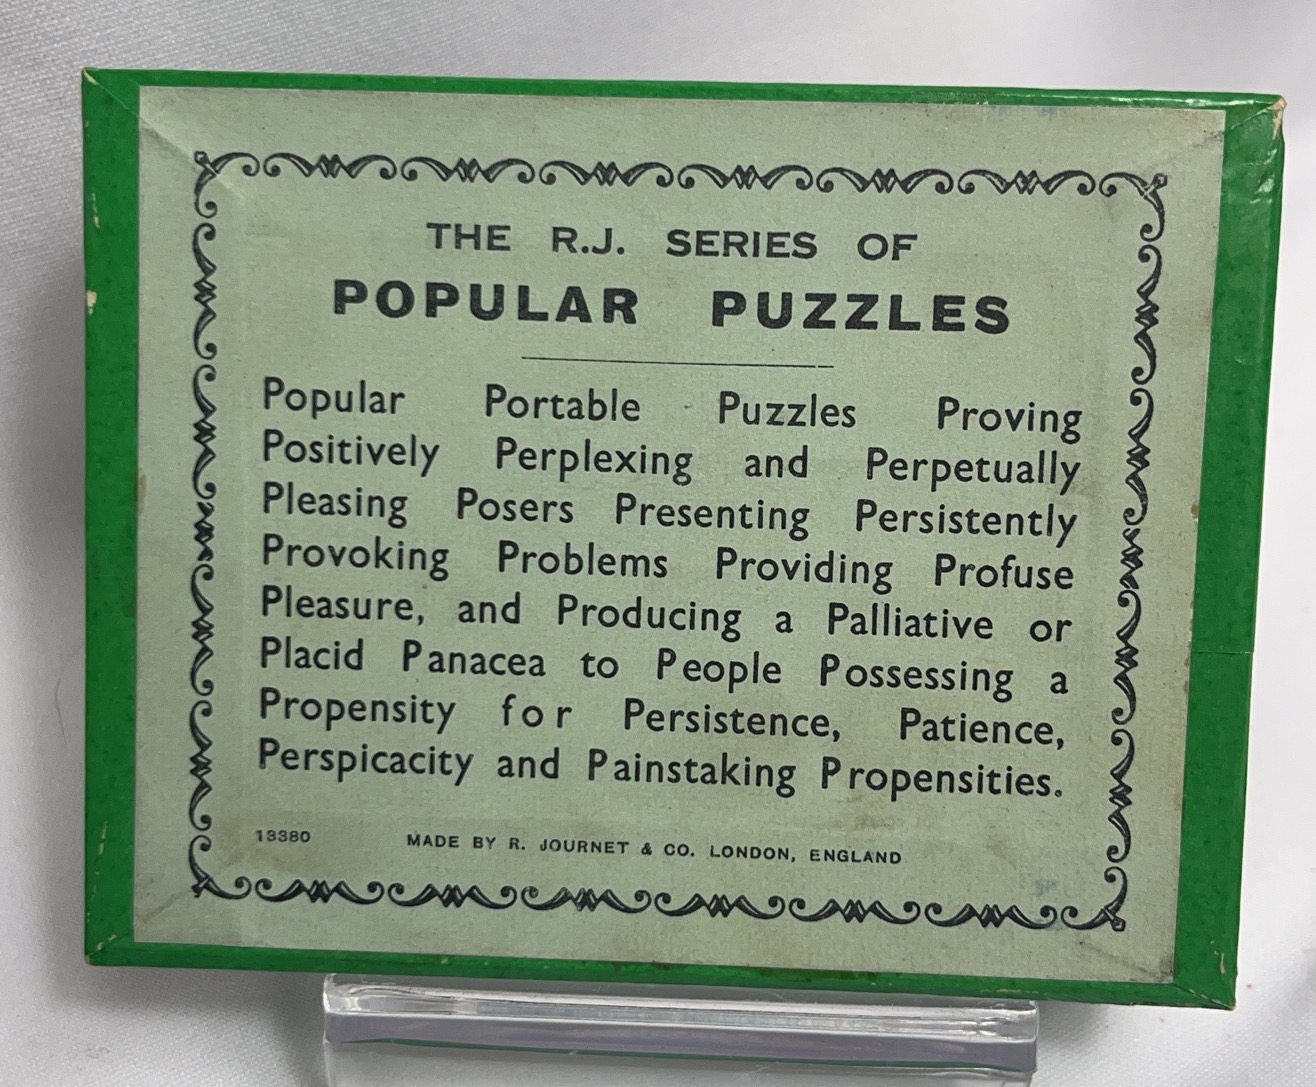 THE R.J. SERIES OF
POPULAR PUZZLES
Popular Portable Puzzles Proving
Positively Perplexing and Perpetually
Pleasing Posers Presenting Persistently
Provoking Problems Providing Profuse
Pleasure, and Producing a Palliative or
Placid Panacea to People Possessing a
Propensity for Persistence, Patience,
Perspicacity and Painstaking Propensities.
13380 MADE BY R. JOURNET & CO. LONDON, ENGLAND